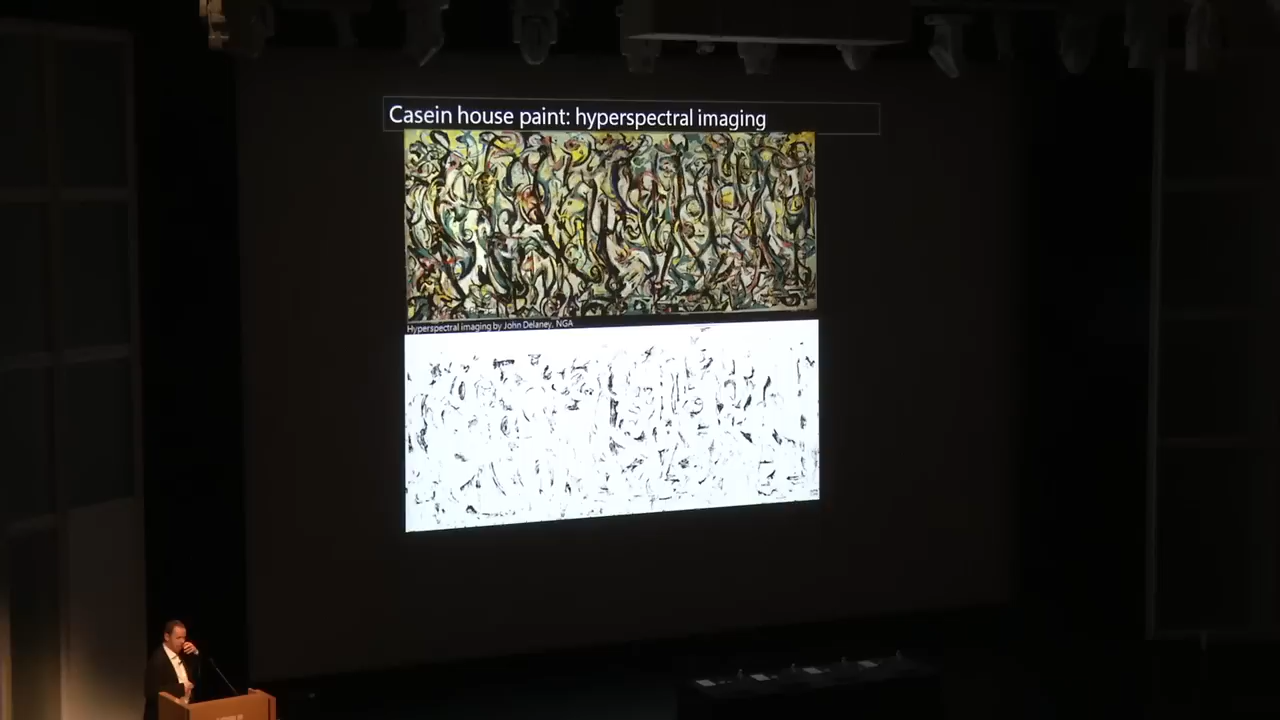 Casein house paint: hyperspectral imaging
Hyperspectral imaging by John Delaney, NGA